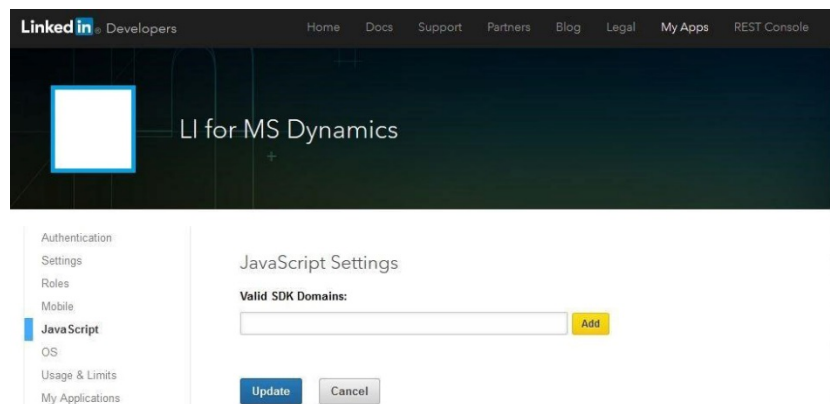 Linked in ® Developers Home Docs Support Partners Blog Legal My Apps REST Console
LI for MS Dynamics
Authentication
Settings
Roles
Mobile
JavaScript
OS
Usage & Limits
My Applications
JavaScript Settings
Valid SDK Domains:
Add
Update Cancel